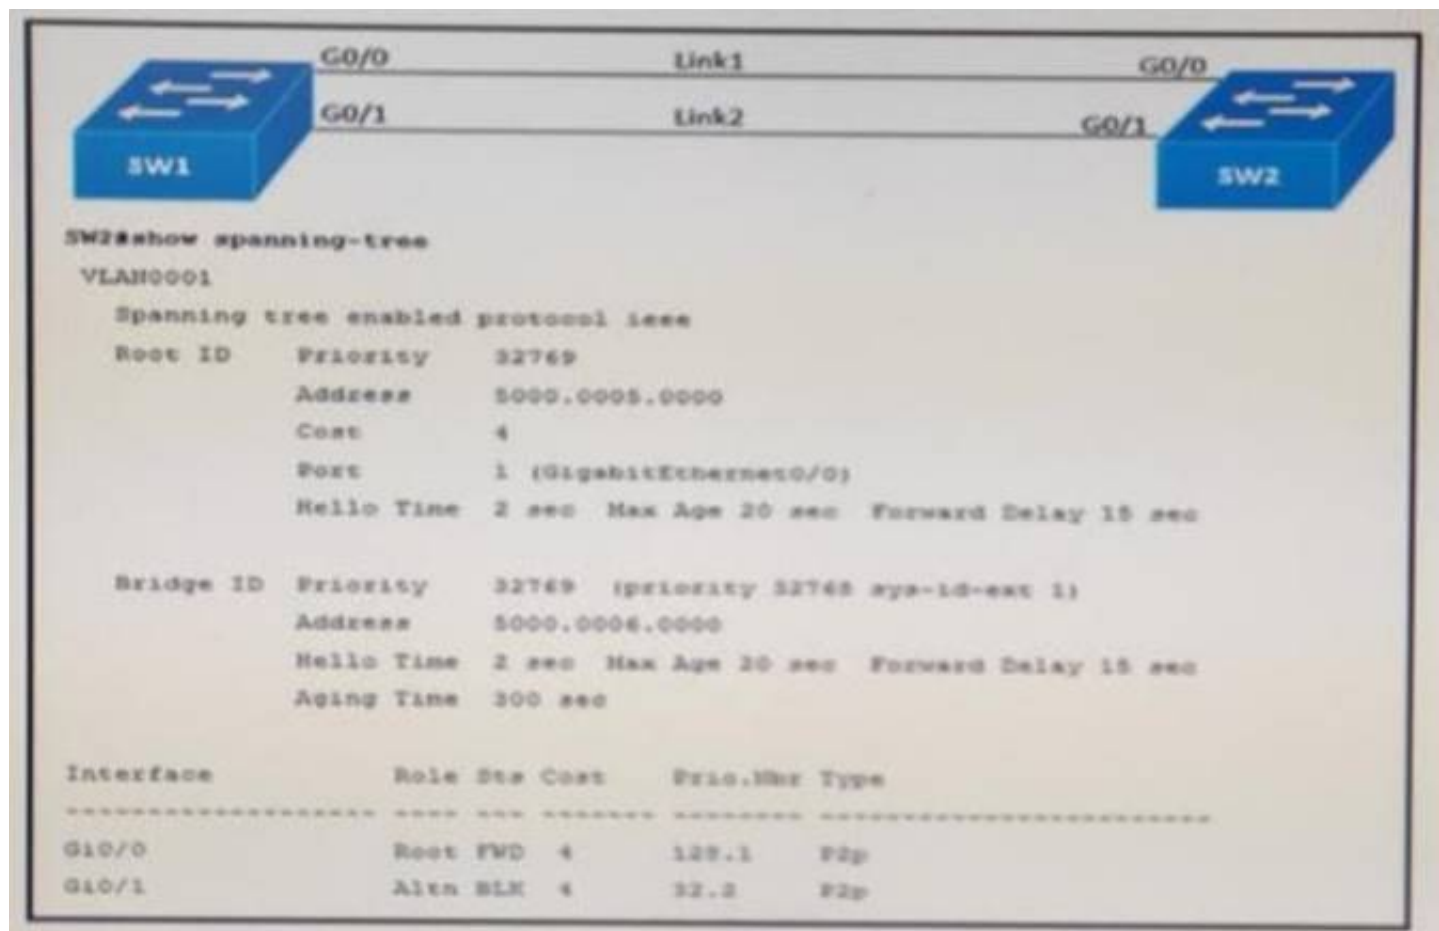 G0/0 Link1 G0/0
G0/1 Link2 G0/1
SW1
SW2
SW2#show spanning-tree
VLAN0001
Spanning tree enabled protocol ieee
Root ID Priority 32769
Address 5000.0005.0000
Cost 4
Port 1 (GigabitEthernet0/0)
Hello Time 2 sec Max Age 20 sec Forward Delay 15 sec
Bridge ID Priority 32769 (priority 32768 sys-id-ext 1)
Address 5000.0006.0000
Hello Time 2 sec Max Age 20 sec Forward Delay 15 sec
Aging Time 300 sec
Interface Role Sts Cost Prio.Nbr Type
------------------- ---- --- ------- -------- ------------------------
Gi0/0 Root FWD 4 128.1 P2p
Gi0/1 Altn BLK 4 32.2 P2p